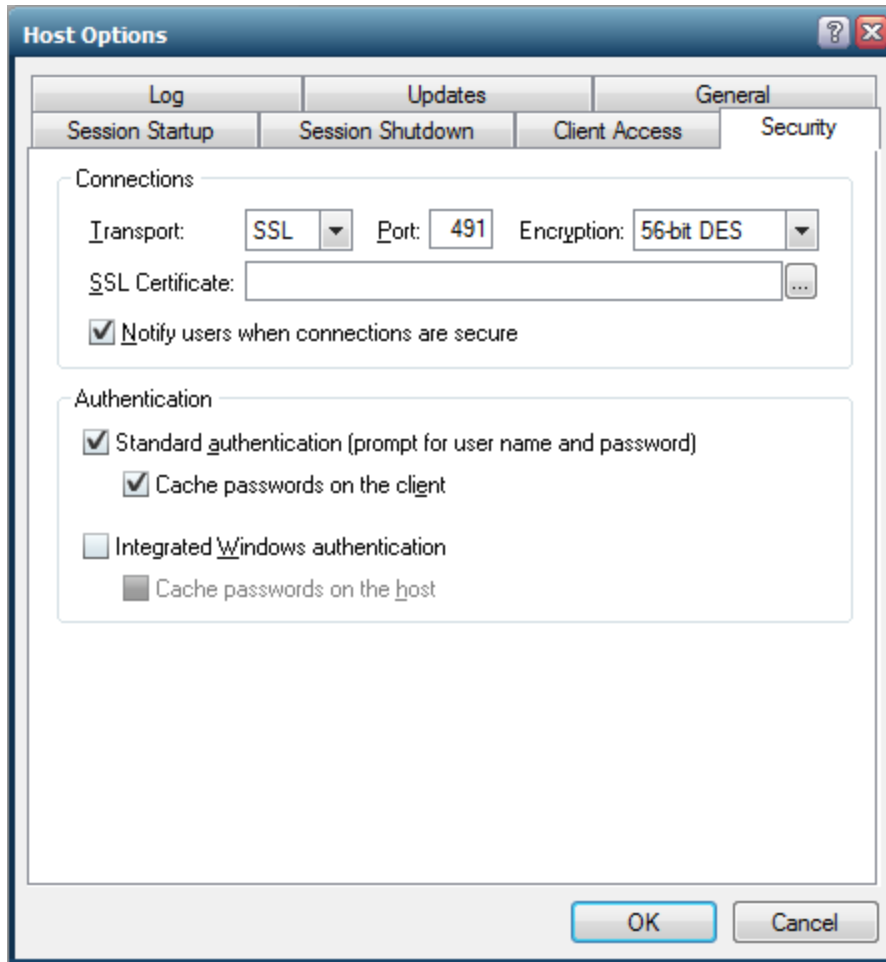 Host Options
Log Updates General
Session Startup Session Shutdown Client Access Security
Connections
Transport: SSL Port: 491 Encryption: 56-bit DES
SSL Certificate: ...
Notify users when connections are secure
Authentication
Standard authentication (prompt for user name and password)
Cache passwords on the client
Integrated Windows authentication
Cache passwords on the host
OK Cancel